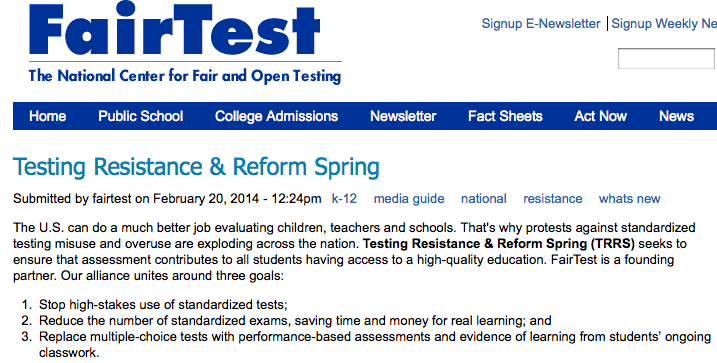 FairTest
Signup E-Newsletter | Signup Weekly Ne
The National Center for Fair and Open Testing
Home Public School College Admissions Newsletter Fact Sheets Act Now News
Testing Resistance & Reform Spring
Submitted by fairtest on February 20, 2014 - 12:24pm k-12 media guide national resistance whats new
The U.S. can do a much better job evaluating children, teachers and schools. That's why protests against standardized
testing misuse and overuse are exploding across the nation. Testing Resistance & Reform Spring (TRRS) seeks to
ensure that assessment contributes to all students having access to a high-quality education. FairTest is a founding
partner. Our alliance unites around three goals:
1. Stop high-stakes use of standardized tests;
2. Reduce the number of standardized exams, saving time and money for real learning; and
3. Replace multiple-choice tests with performance-based assessments and evidence of learning from students' ongoing
classwork.